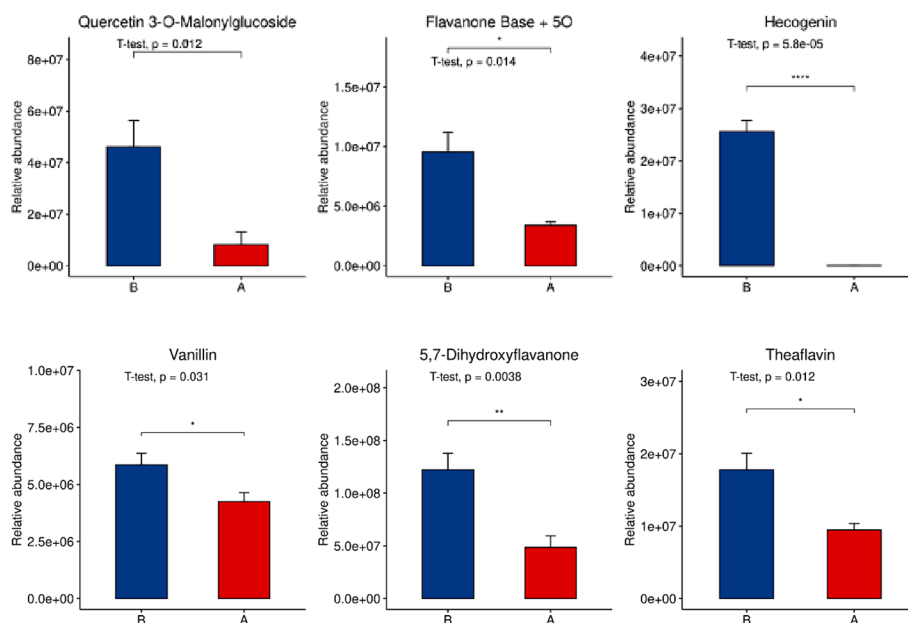 Quercetin 3-O-Malonylglucoside
T-test, p = 0.012
8e+07
6e+07
4e+07
2e+07
0e+00
Relative abundance
B A
Flavanone Base + 5O
*
T-test, p = 0.014
1.5e+07
1.0e+07
5.0e+06
0.0e+00
Relative abundance
B A
Hecogenin
T-test, p = 5.8e-05
****
4e+07
3e+07
2e+07
1e+07
0e+00
Relative abundance
B A
Vanillin
T-test, p = 0.031
*
1.0e+07
7.5e+06
5.0e+06
2.5e+06
0.0e+00
Relative abundance
B A
5,7-Dihydroxyflavanone
T-test, p = 0.0038
**
2.0e+08
1.5e+08
1.0e+08
5.0e+07
0.0e+00
Relative abundance
B A
Theaflavin
T-test, p = 0.012
*
3e+07
2e+07
1e+07
0e+00
Relative abundance
B A